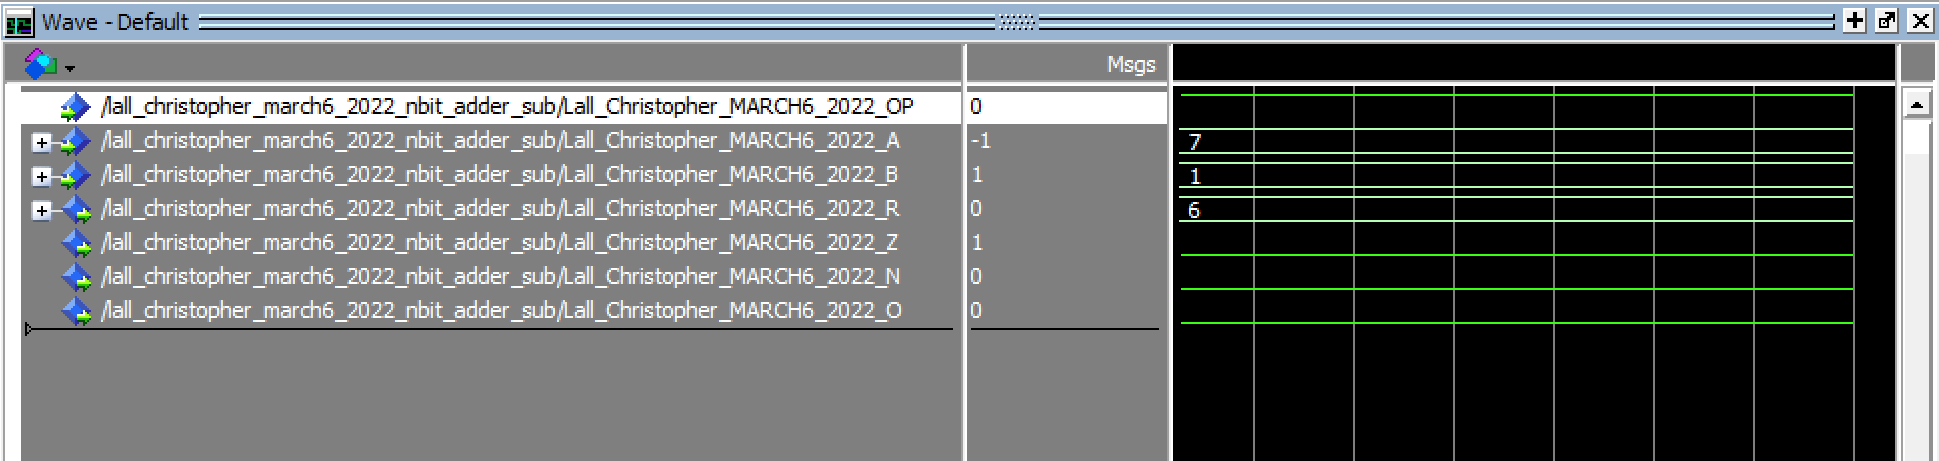 Wave - Default
Msgs
/lall_christopher_march6_2022_nbit_adder_sub/Lall_Christopher_MARCH6_2022_OP 0
/lall_christopher_march6_2022_nbit_adder_sub/Lall_Christopher_MARCH6_2022_A -1 7
/lall_christopher_march6_2022_nbit_adder_sub/Lall_Christopher_MARCH6_2022_B 1 1
/lall_christopher_march6_2022_nbit_adder_sub/Lall_Christopher_MARCH6_2022_R 0 6
/lall_christopher_march6_2022_nbit_adder_sub/Lall_Christopher_MARCH6_2022_Z 1
/lall_christopher_march6_2022_nbit_adder_sub/Lall_Christopher_MARCH6_2022_N 0
/lall_christopher_march6_2022_nbit_adder_sub/Lall_Christopher_MARCH6_2022_O 0